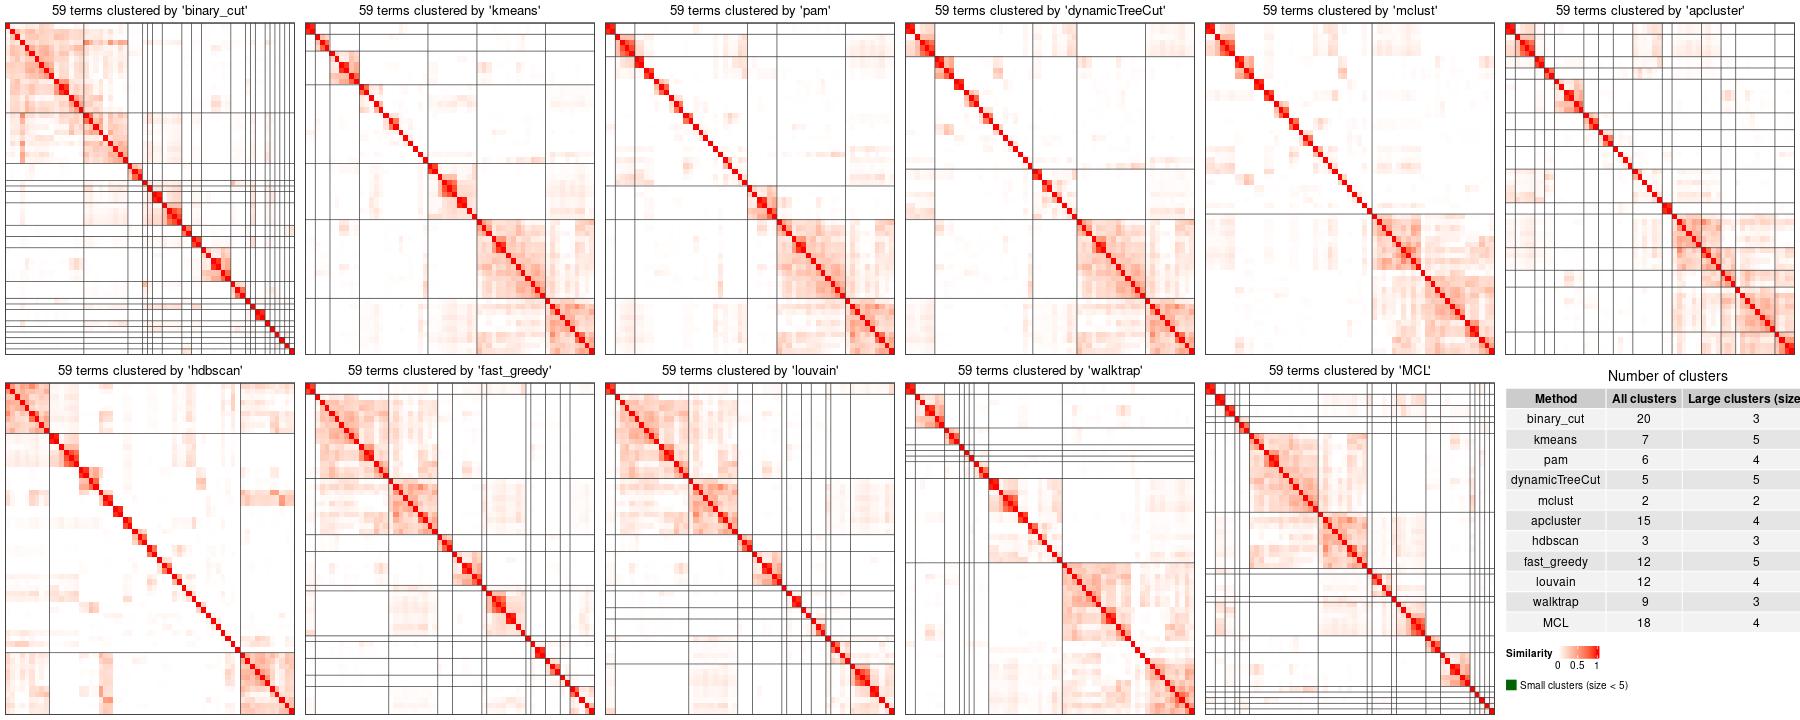 59 terms clustered by 'binary_cut'
59 terms clustered by 'kmeans'
59 terms clustered by 'pam'
59 terms clustered by 'dynamicTreeCut'
59 terms clustered by 'mclust'
59 terms clustered by 'apcluster'
59 terms clustered by 'hdbscan'
59 terms clustered by 'fast_greedy'
59 terms clustered by 'louvain'
59 terms clustered by 'walktrap'
59 terms clustered by 'MCL'
Number of clusters
Method All clusters Large clusters (size
binary_cut 20 3
kmeans 7 5
pam 6 4
dynamicTreeCut 5 5
mclust 2 2
apcluster 15 4
hdbscan 3 3
fast_greedy 12 5
louvain 12 4
walktrap 9 3
MCL 18 4
Similarity
0 0.5 1
Small clusters (size < 5)